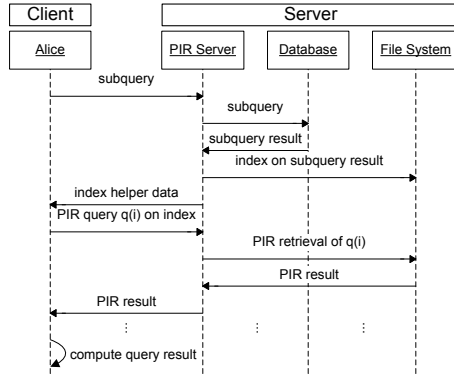 Client
Server
Alice
PIR Server
Database
File System
subquery
subquery
subquery result
index on subquery result
index helper data
PIR query q(i) on index
PIR retrieval of q(i)
PIR result
PIR result
compute query result